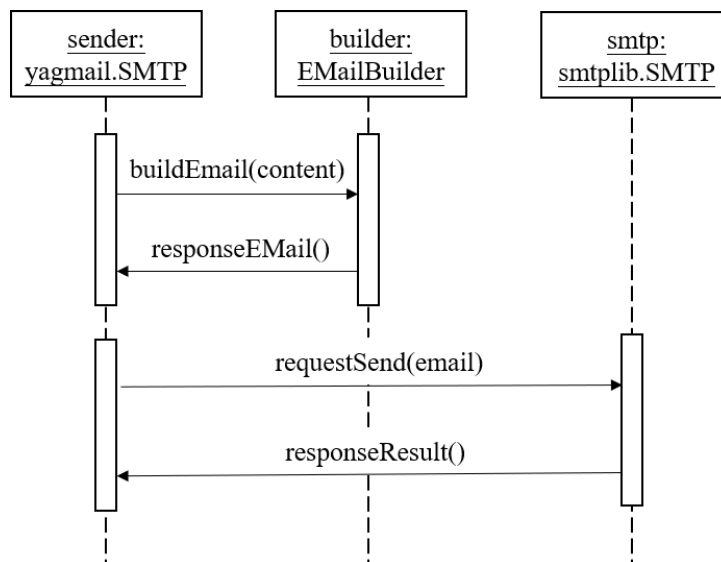 sender:
yagmail.SMTP
builder:
EMailBuilder
smtp:
smtplib.SMTP
buildEmail(content)
responseEMail()
requestSend(email)
responseResult()